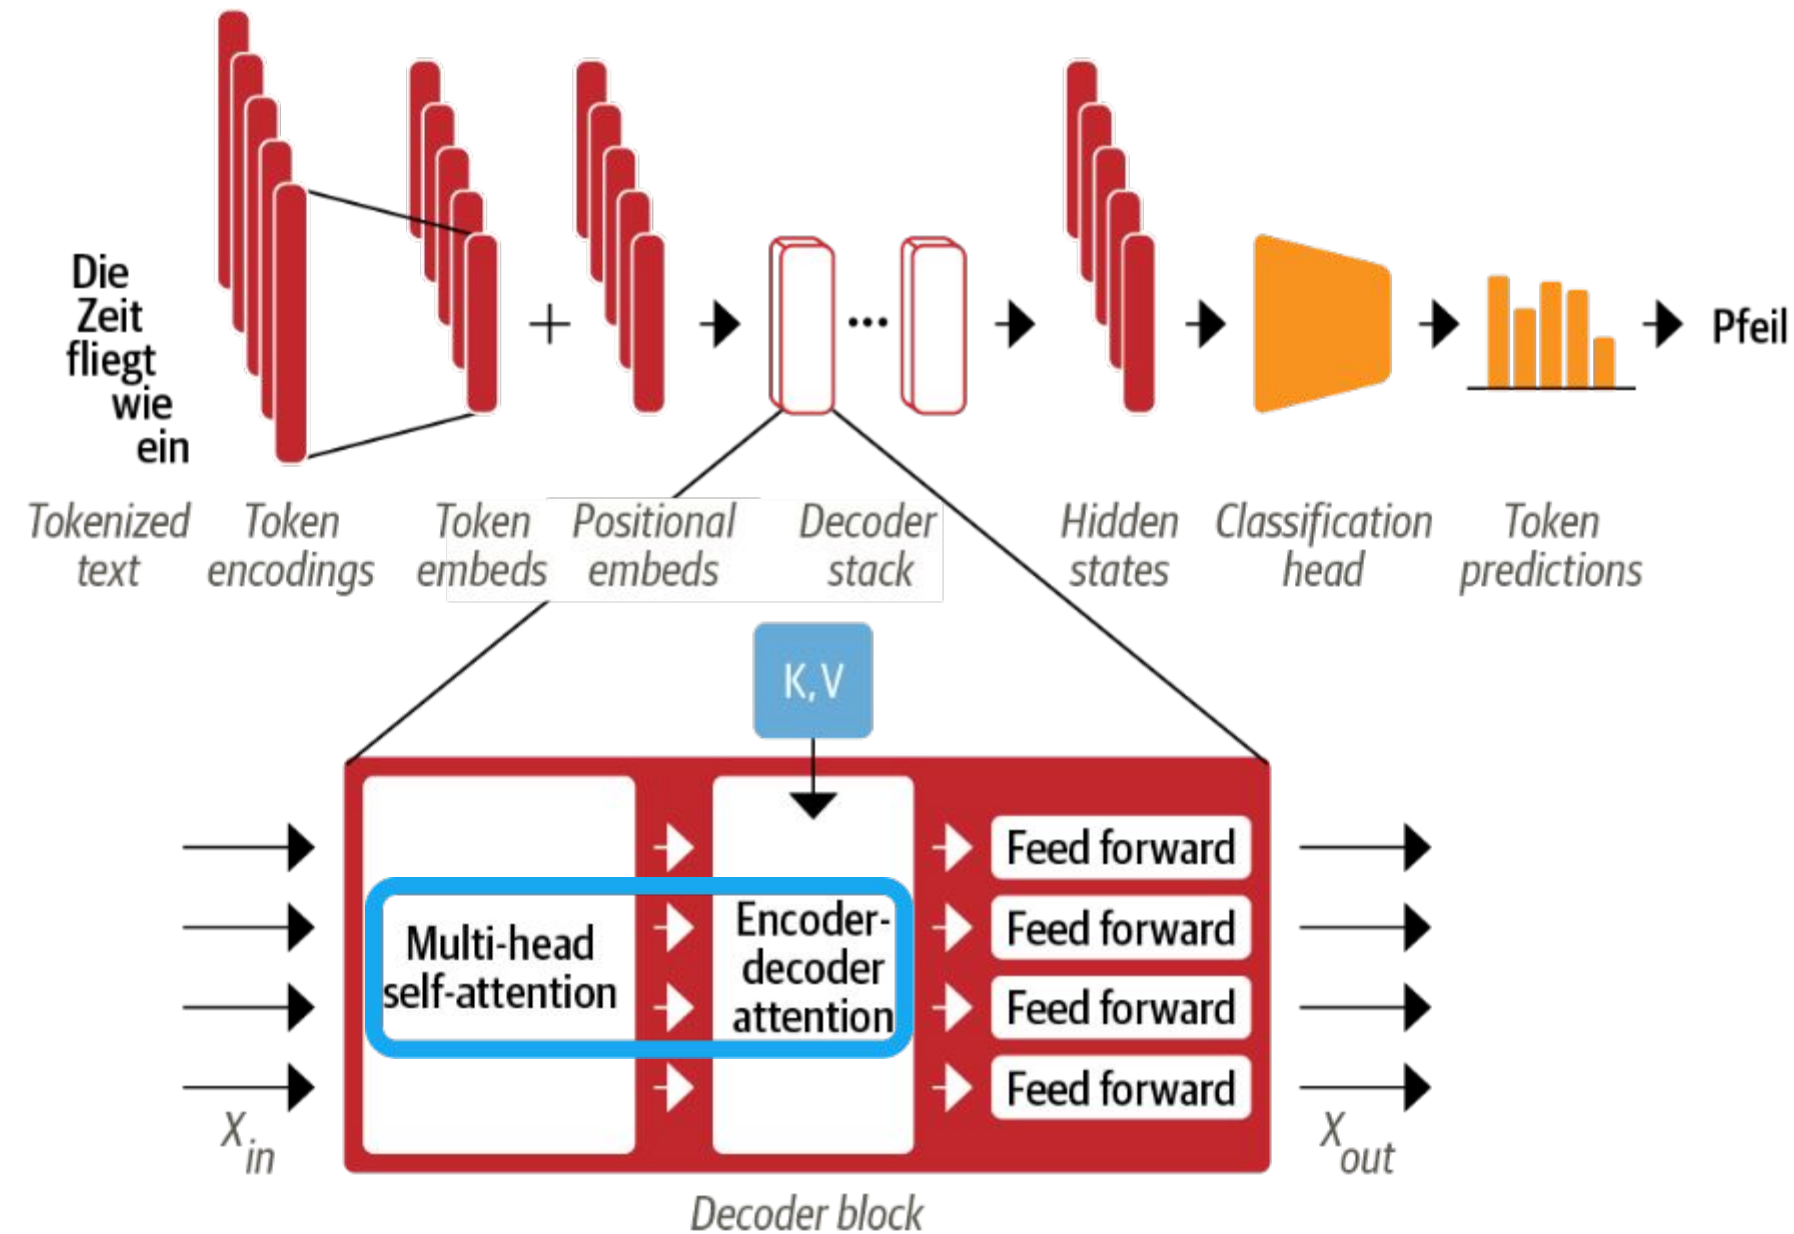 Die
Zeit
fliegt
wie
ein
Pfeil
Tokenized
text
Token
encodings
Token
embeds
Positional
embeds
Decoder
stack
Hidden
states
Classification
head
Token
predictions
K, V
Multi-head
self-attention
Encoder-
decoder
attention
Feed forward
Feed forward
Feed forward
Feed forward
X in
X out
Decoder block